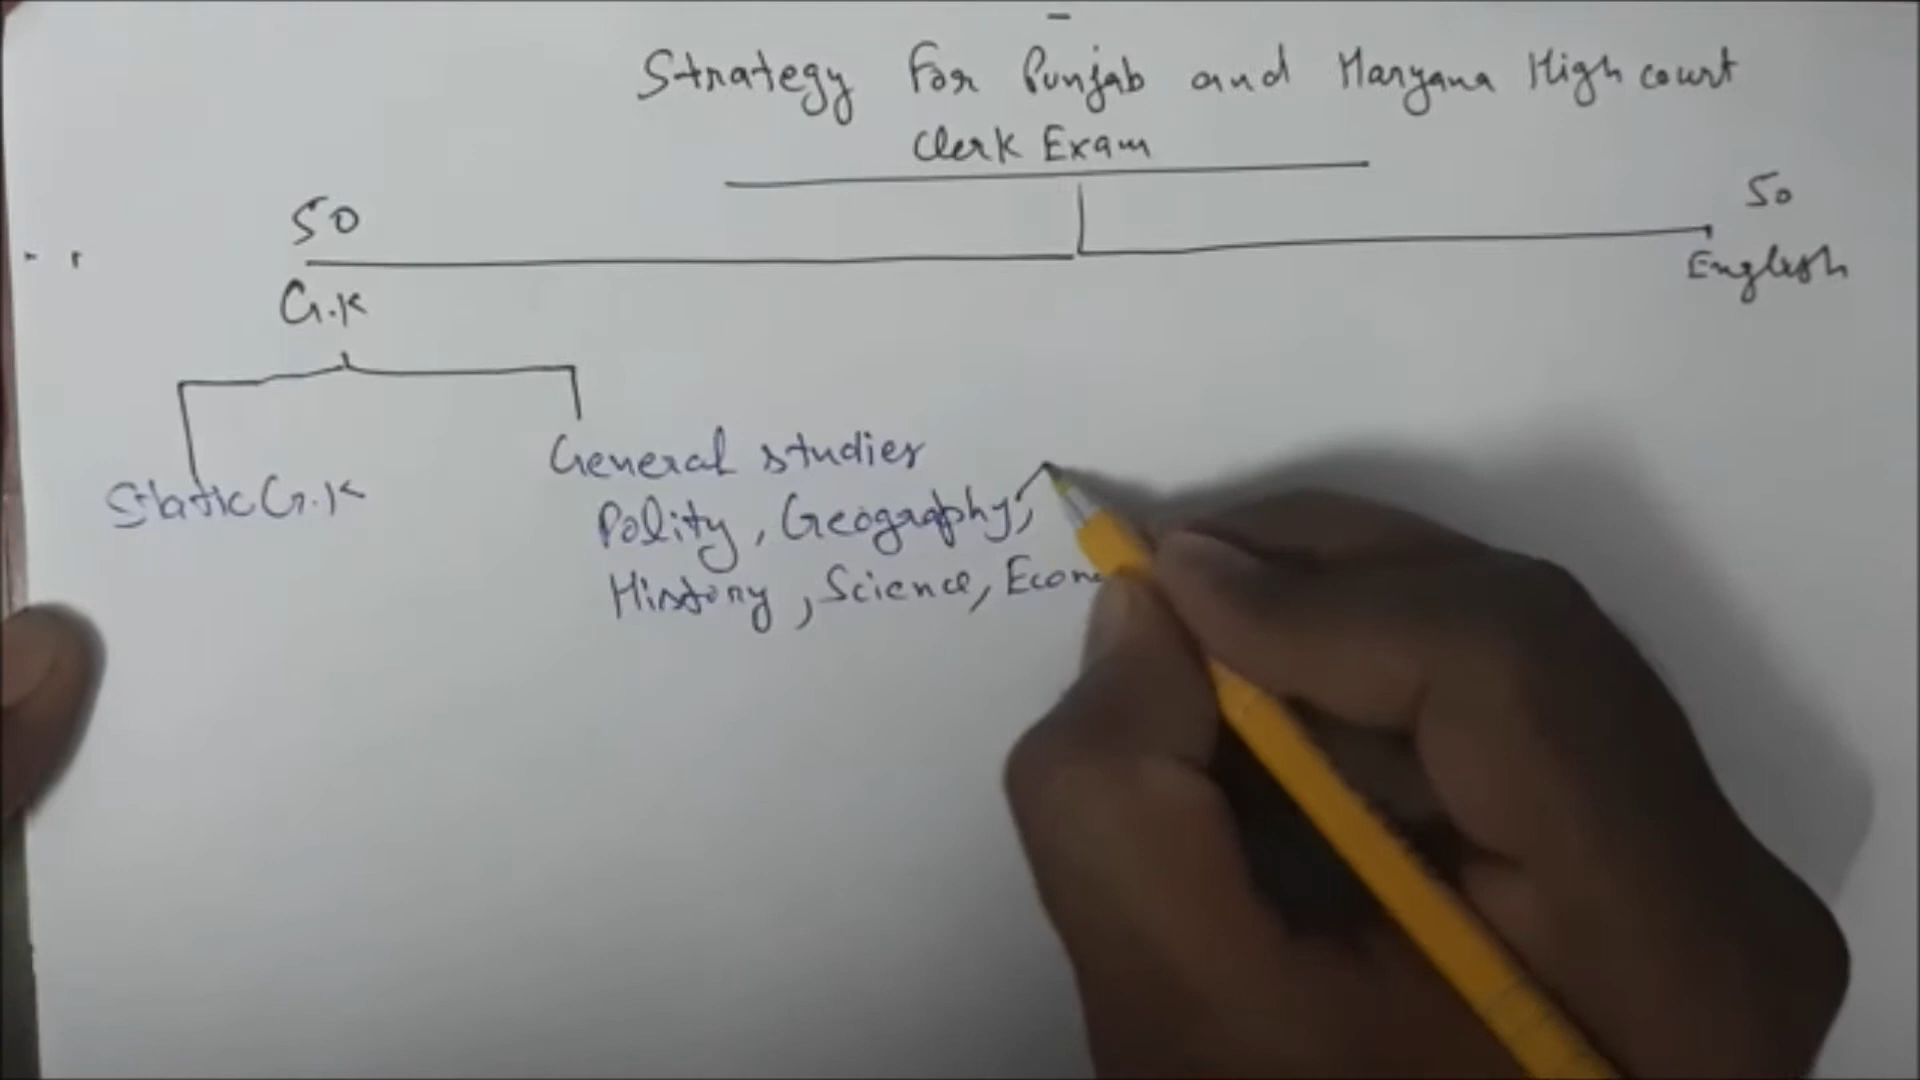 Strategy For Punjab and Haryana High court
Clerk Exam
50
50
G.K
English
Static G.K
General studies
Polity, Geography,
History, Science, Econ